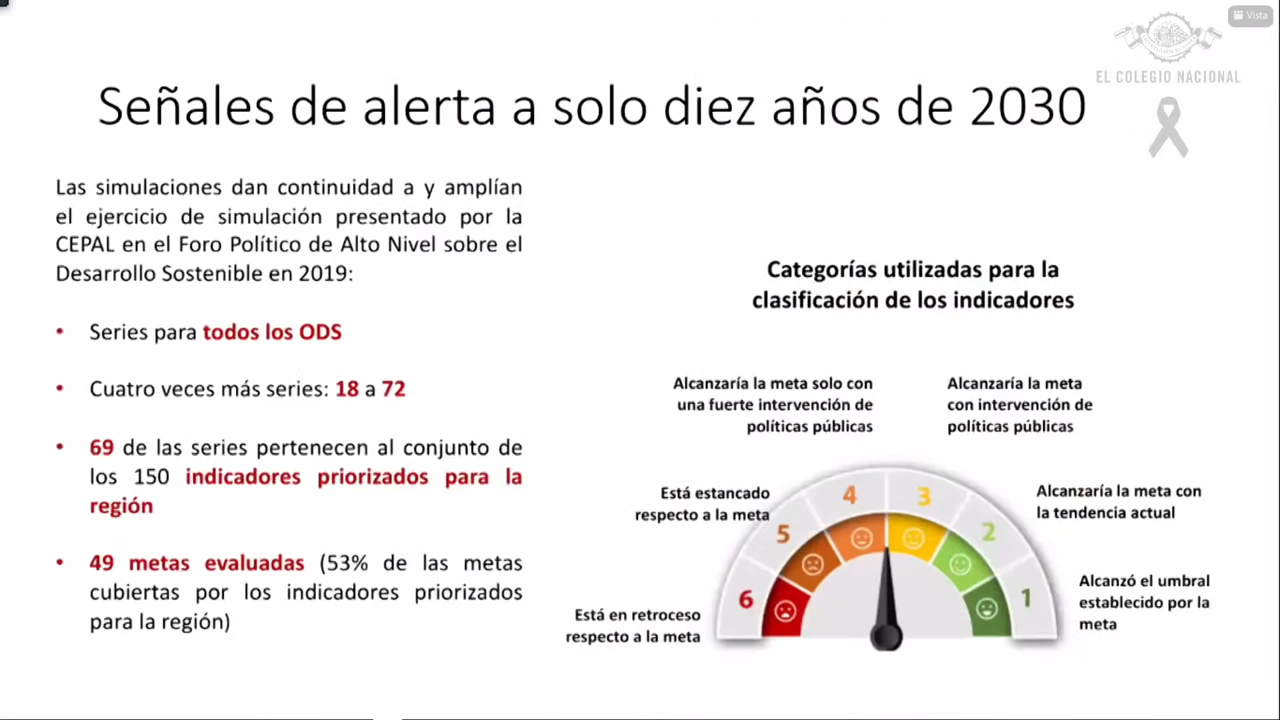 Vista
EL COLEGIO NACIONAL
Señales de alerta a solo diez años de 2030
Las simulaciones dan continuidad a y amplían
el ejercicio de simulación presentado por la
CEPAL en el Foro Político de Alto Nivel sobre el
Desarrollo Sostenible en 2019:
• Series para todos los ODS
• Cuatro veces más series: 18 a 72
• 69 de las series pertenecen al conjunto de
los 150 indicadores priorizados para la
región
• 49 metas evaluadas (53% de las metas
cubiertas por los indicadores priorizados
para la región)
Categorías utilizadas para la
clasificación de los indicadores
Alcanzaría la meta solo con
una fuerte intervención de
políticas públicas
Alcanzaría la meta
con intervención de
políticas públicas
Está estancado
respecto a la meta
Alcanzaría la meta con
la tendencia actual
Está en retroceso
respecto a la meta
Alcanzó el umbral
establecido por la
meta
6
5
4
3
2
1